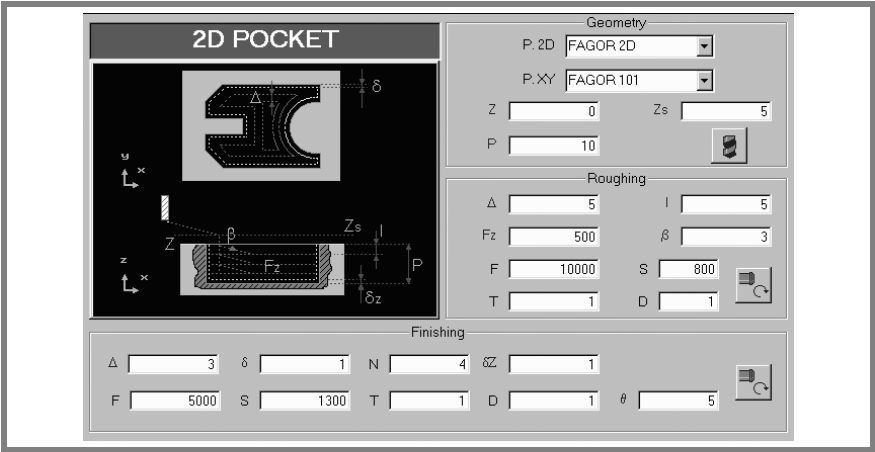 2D POCKET
Δ
δ
y
x
Zs
l
Z
β
Fz
P
z
x
δz
Geometry
P. 2D FAGOR 2D
P. XY FAGOR 101
Z 0 Zs 5
P 10
Roughing
Δ 5 l 5
Fz 500 β 3
F 10000 S 800
T 1 D 1
Finishing
Δ 3 δ 1 N 4 δZ 1
F 5000 S 1300 T 1 D 1 θ 5